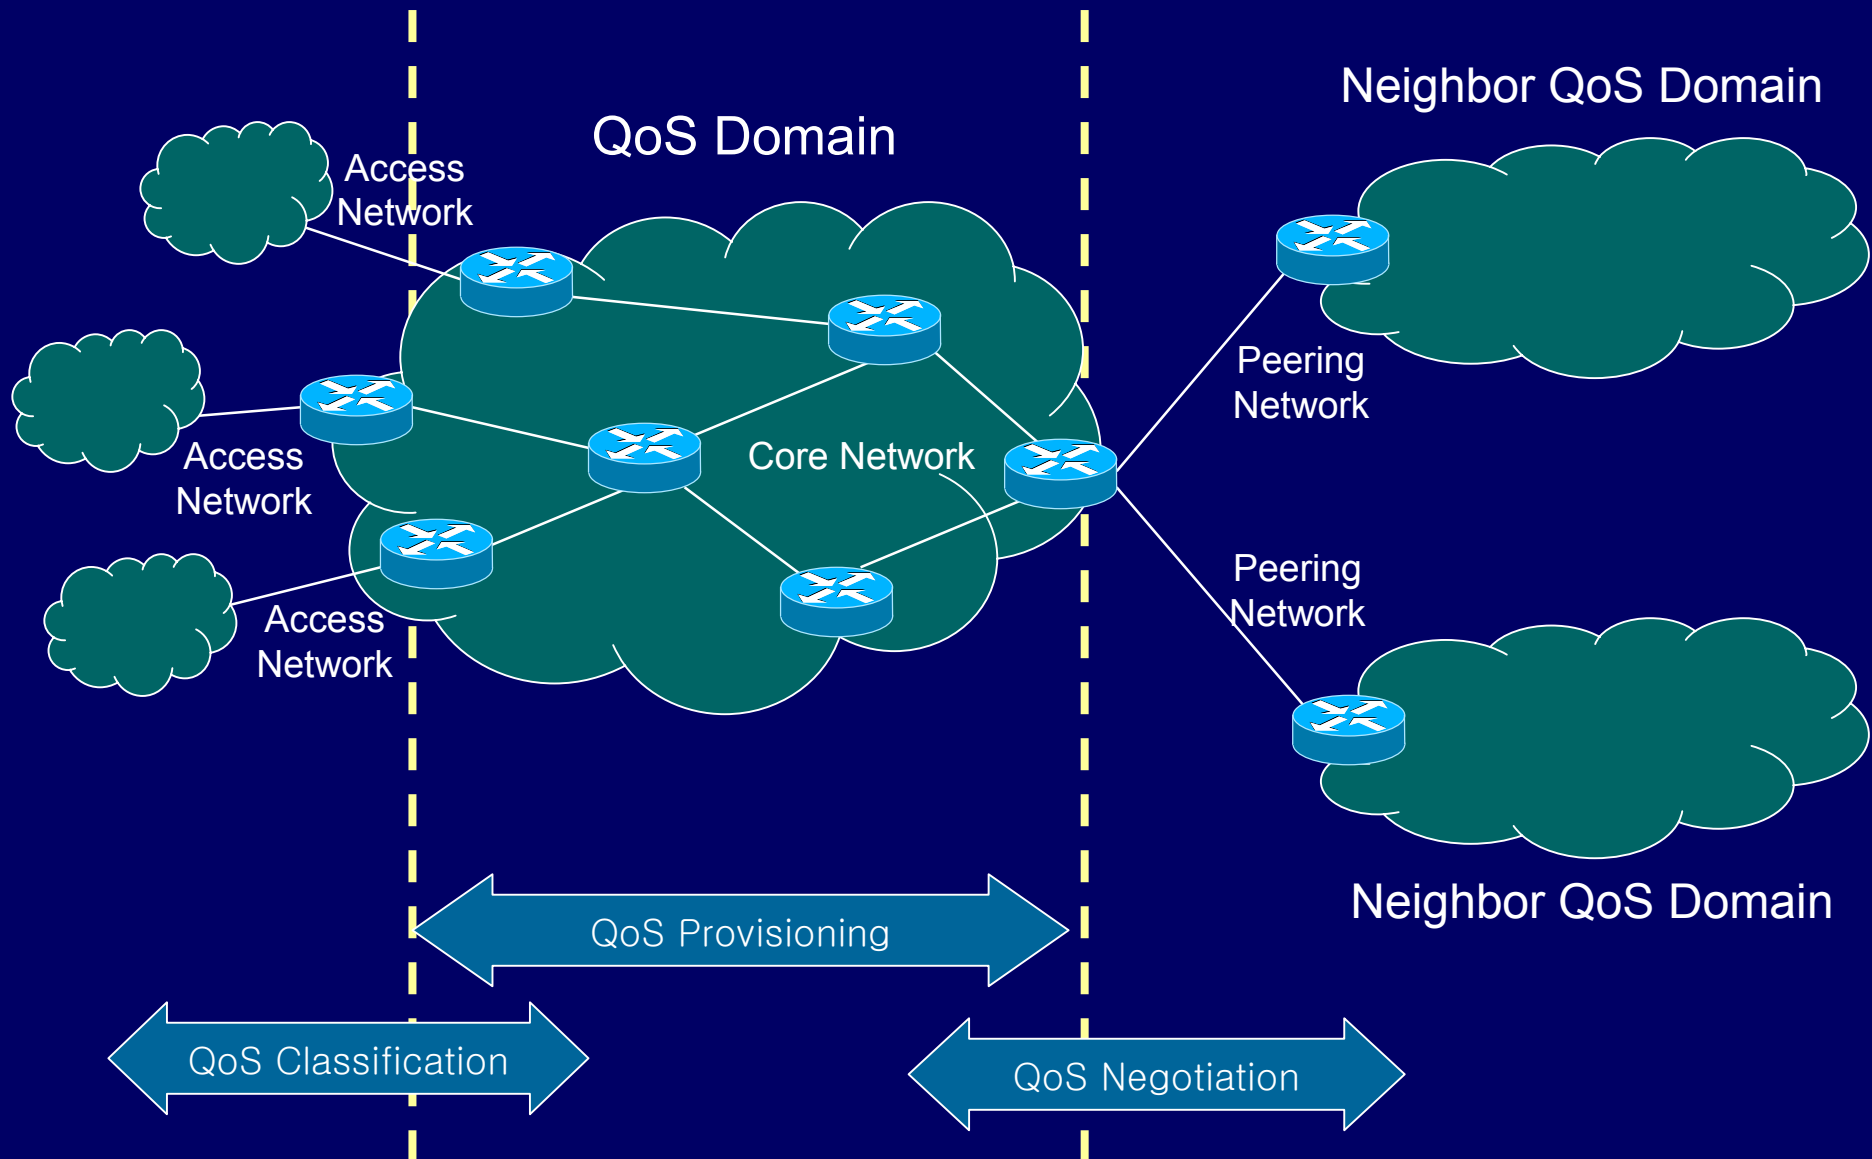 Neighbor QoS Domain
QoS Domain
Access
Network
Access
Network
Access
Network
Core Network
Peering
Network
Peering
Network
Neighbor QoS Domain
QoS Provisioning
QoS Classification
QoS Negotiation